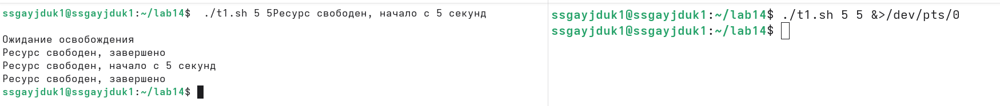 ssgayjduk1@ssgayjduk1:~/lab14$  ./t1.sh 5 5Ресурс свободен, начало с 5 секунд
Ожидание освобождения
Ресурс свободен, завершено
Ресурс свободен, начало с 5 секунд
Ресурс свободен, завершено
ssgayjduk1@ssgayjduk1:~/lab14$
ssgayjduk1@ssgayjduk1:~/lab14$ ./t1.sh 5 5 &>/dev/pts/0
ssgayjduk1@ssgayjduk1:~/lab14$